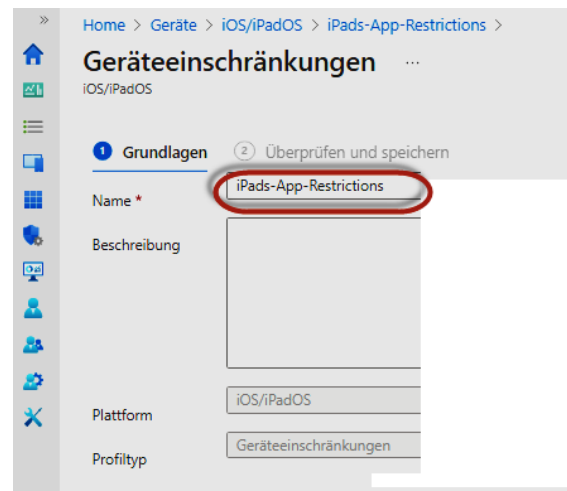 »
Home > Geräte > iOS/iPadOS > iPads-App-Restrictions >
Geräteeinschränkungen ...
iOS/iPadOS
1 Grundlagen 2 Überprüfen und speichern
Name * iPads-App-Restrictions
Beschreibung
Plattform iOS/iPadOS
Profiltyp Geräteeinschränkungen